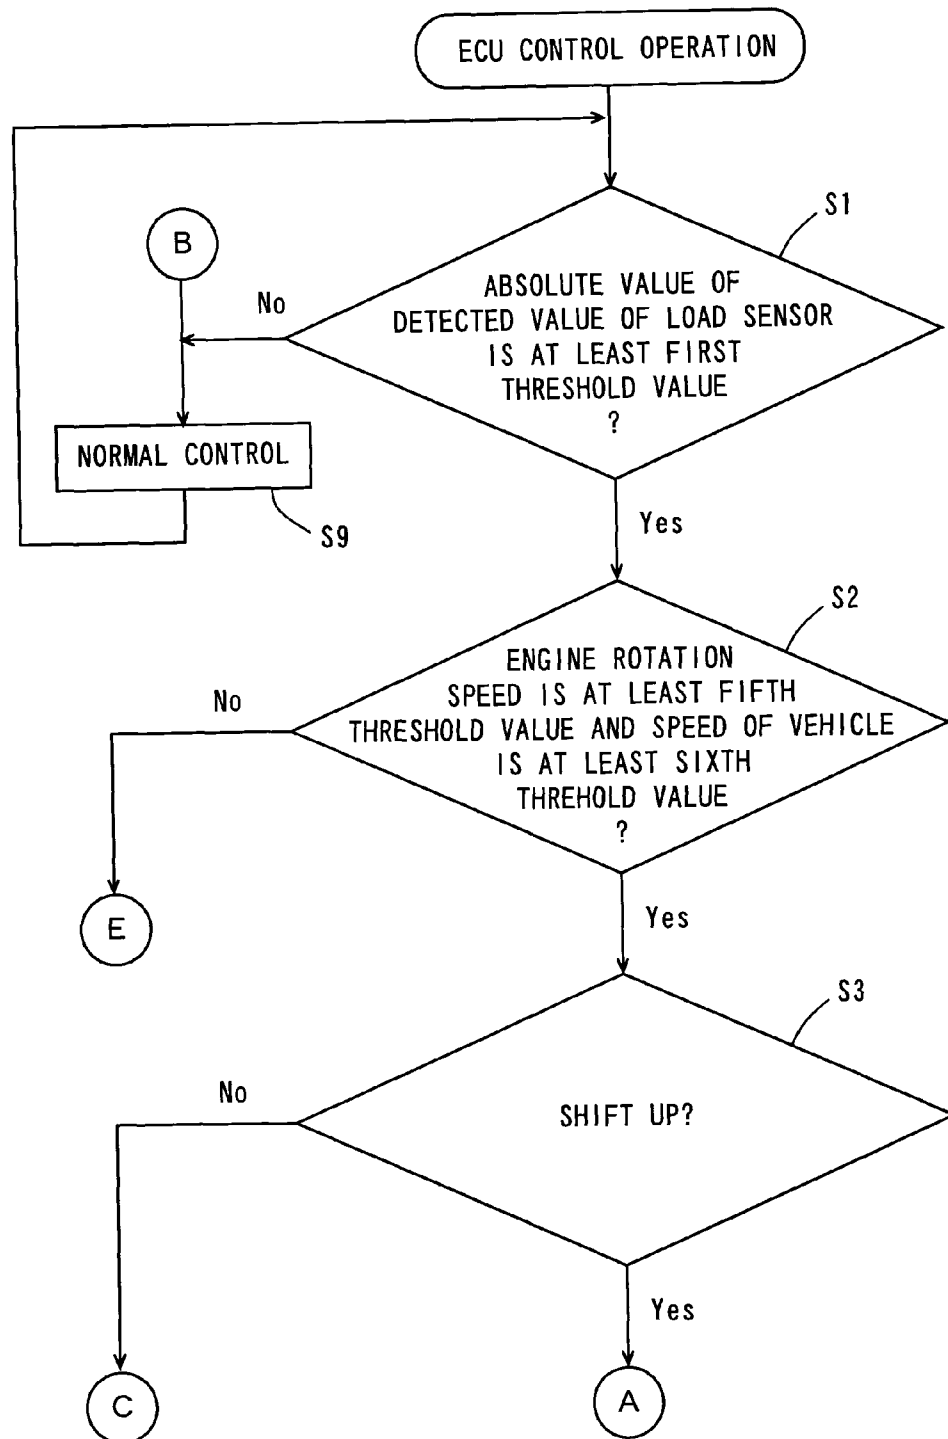 ECU CONTROL OPERATION
S1
B
No
ABSOLUTE VALUE OF
DETECTED VALUE OF LOAD SENSOR
IS AT LEAST FIRST
THRESHOLD VALUE
?
NORMAL CONTROL
S9
Yes
S2
ENGINE ROTATION
SPEED IS AT LEAST FIFTH
THRESHOLD VALUE AND SPEED OF VEHICLE
IS AT LEAST SIXTH
THREHOLD VALUE
?
No
E
Yes
S3
No
SHIFT UP?
Yes
C
A